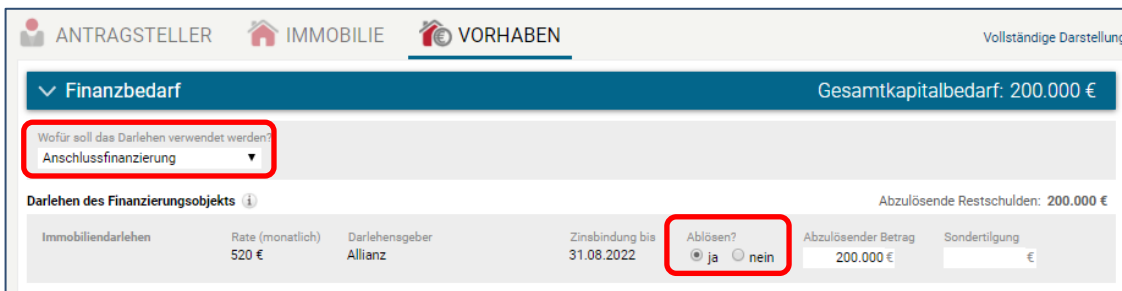 ANTRAGSTELLER IMMOBILIE VORHABEN Vollständige Darstellung
Finanzbedarf Gesamtkapitalbedarf: 200.000 €
Wofür soll das Darlehen verwendet werden?
Anschlussfinanzierung
Darlehen des Finanzierungsobjekts i Abzulösende Restschulden: 200.000 €
Immobiliendarlehen Rate (monatlich) Darlehensgeber Zinsbindung bis Ablösen? Abzulösender Betrag Sondertilgung
520 € Allianz 31.08.2022 ja nein 200.000 € €